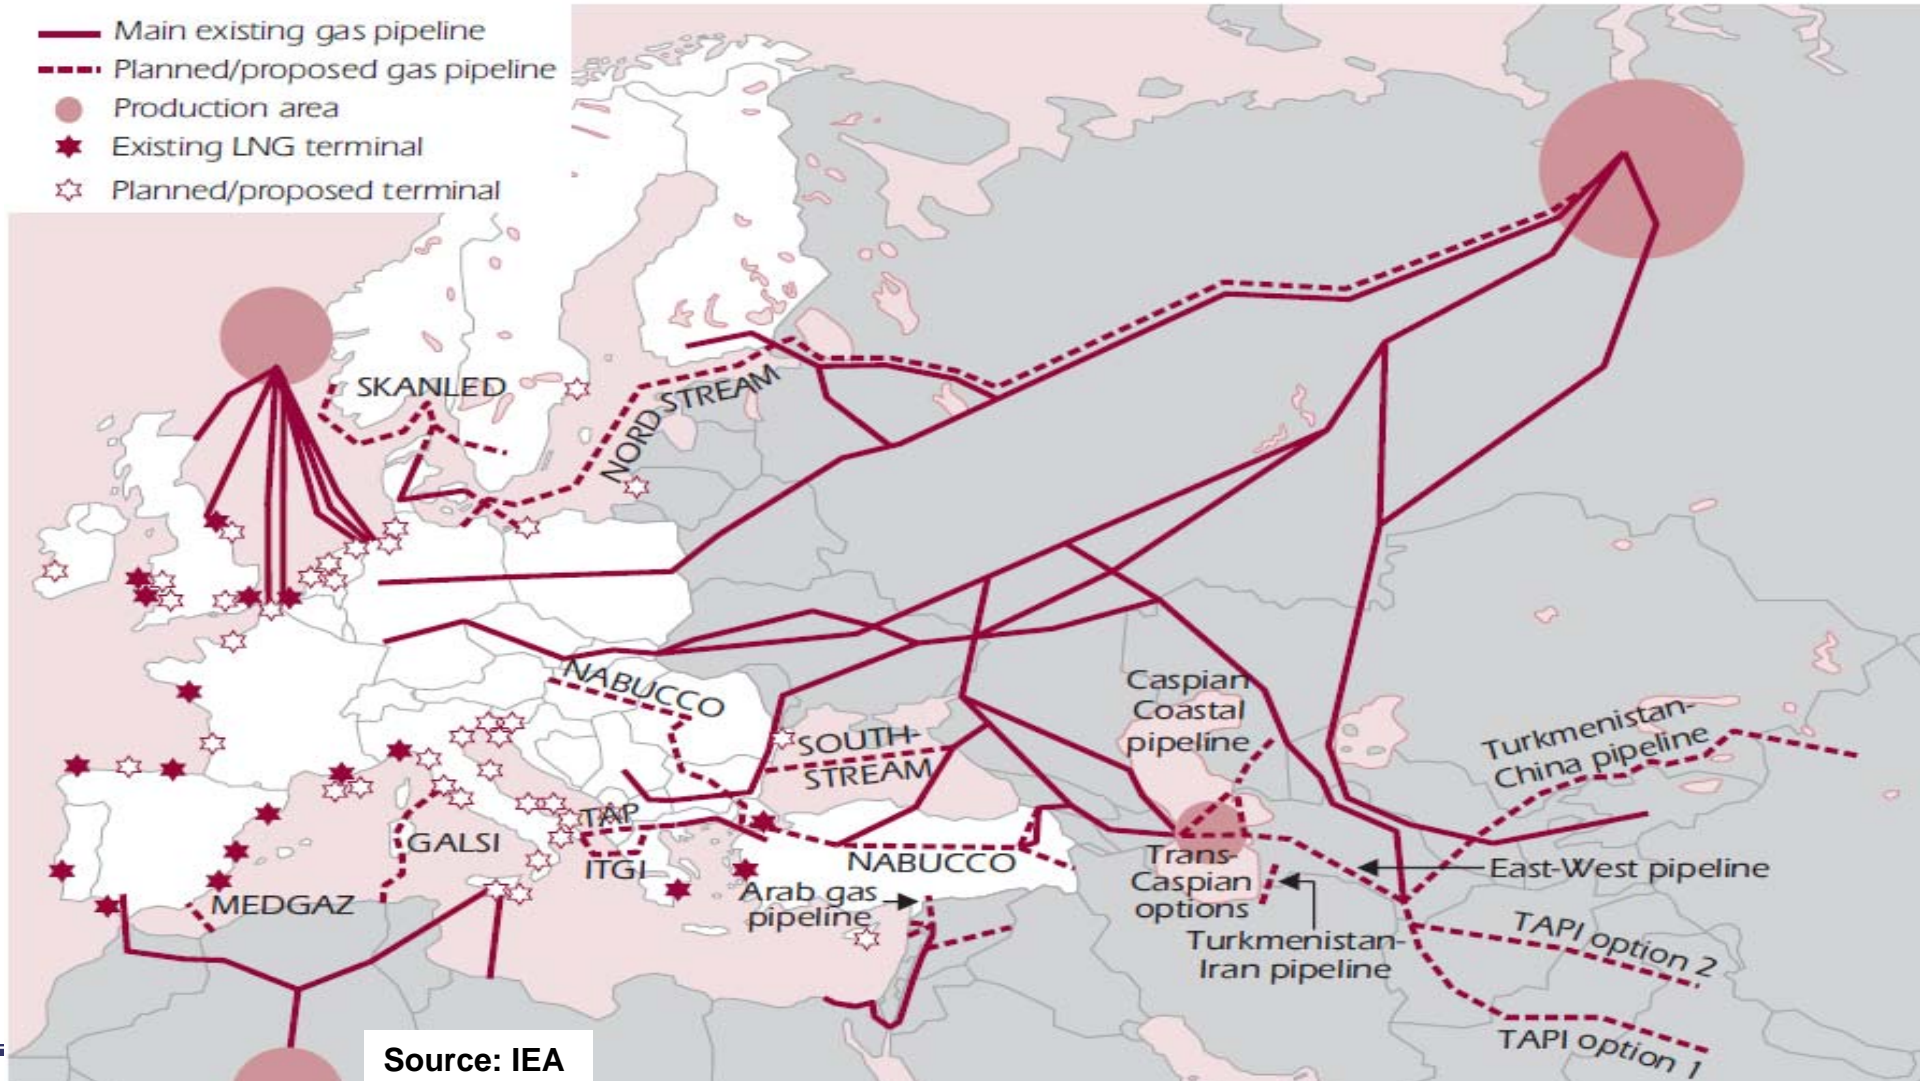 Main existing gas pipeline
Planned/proposed gas pipeline
Production area
Existing LNG terminal
Planned/proposed terminal
SKANLED
NORD STREAM
NABUCCO
SOUTH-
STREAM
Caspian
Coastal
pipeline
Turkmenistan-
China pipeline
TAP
GALSI
ITGI
NABUCCO
MEDGAZ
Arab gas
pipeline
Trans-
Caspian
options
East-West pipeline
Turkmenistan-
Iran pipeline
TAPI option 2
TAPI option 1
Source: IEA